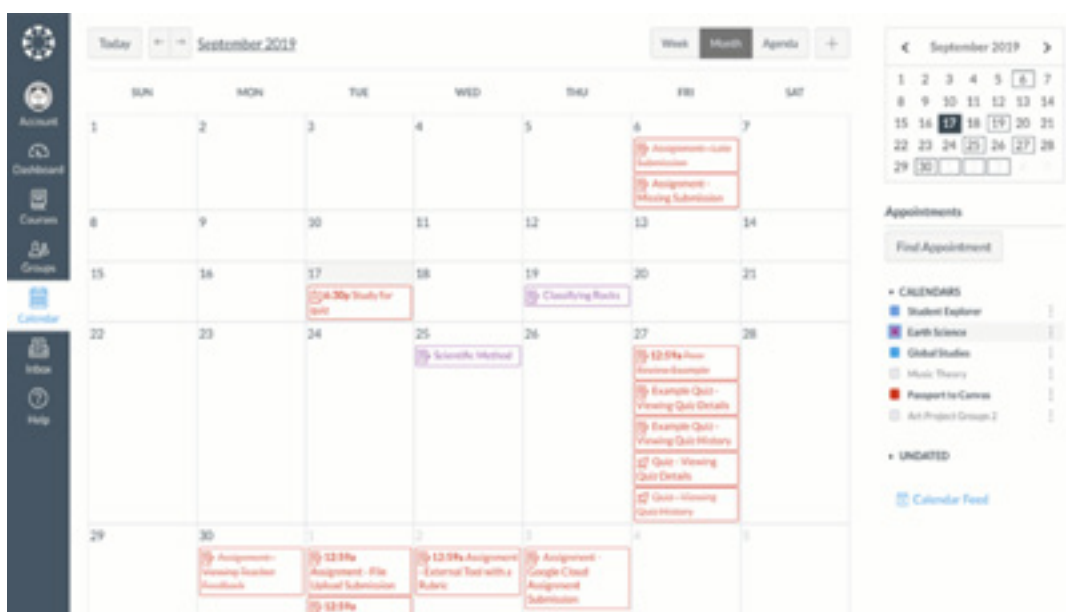 Today ← → September 2019 Week Month Agenda +
SUN MON TUE WED THU FRI SAT
1 2 3 4 5 6 7
Assignment - Late
Submission
Assignment -
Missing Submission
8 9 10 11 12 13 14
15 16 17 18 19 20 21
6:30p Study for
quiz
Classifying Rocks
22 23 24 25 26 27 28
Scientific Method
12:59a Peer
Review Example
Example Quiz -
Viewing Quiz Details
Example Quiz -
Viewing Quiz History
Quiz - Viewing
Quiz Details
Quiz - Viewing
Quiz History
29 30 1 2 3 4 5
Assignment -
Viewing Teacher
Feedback
12:59a
Assignment - File
Upload Submission
12:59a
12:59a Assignment
- External Tool with a
Rubric
Assignment -
Google Cloud
Assignment
Submission
Account
Dashboard
Courses
Groups
Calendar
Inbox
Help
< September 2019 >
1 2 3 4 5 6 7
8 9 10 11 12 13 14
15 16 17 18 19 20 21
22 23 24 25 26 27 28
29 30
Appointments
Find Appointment
CALENDARS
Student Explorer
Earth Science
Global Studies
Music Theory
Passport to Canvas
Art Project Groups 2
UNDATED
Calendar Feed